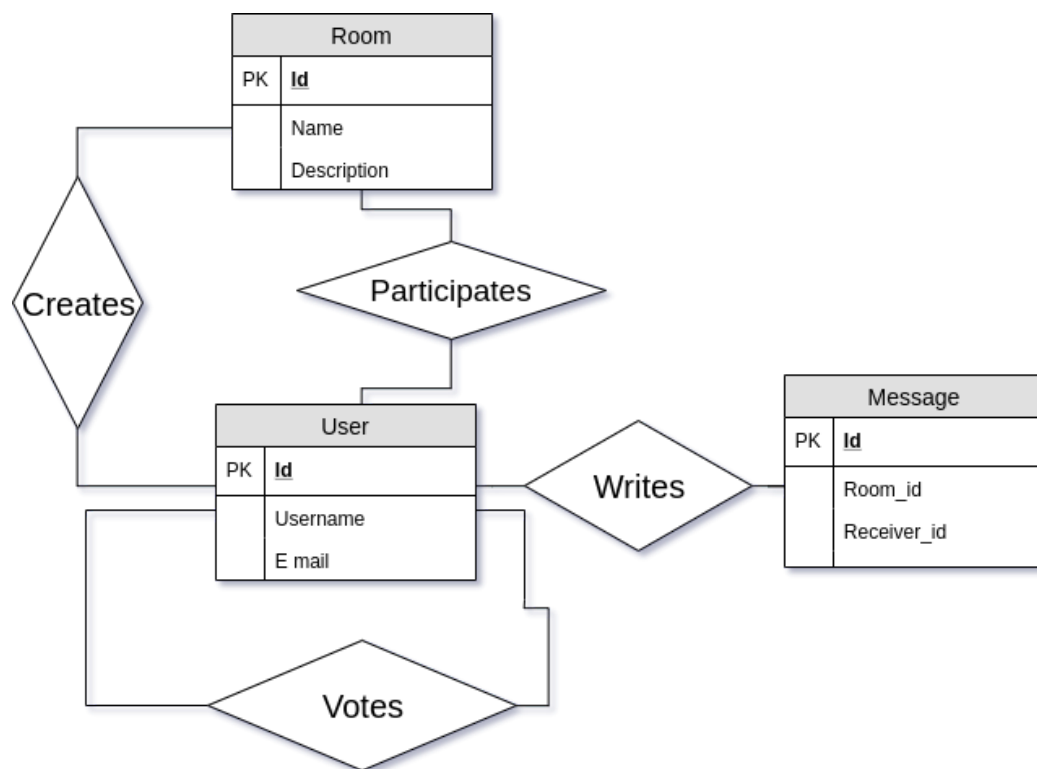 Room
PK Id
Name
Description
Creates
Participates
User
PK Id
Username
E mail
Writes
Message
PK Id
Room_id
Receiver_id
Votes